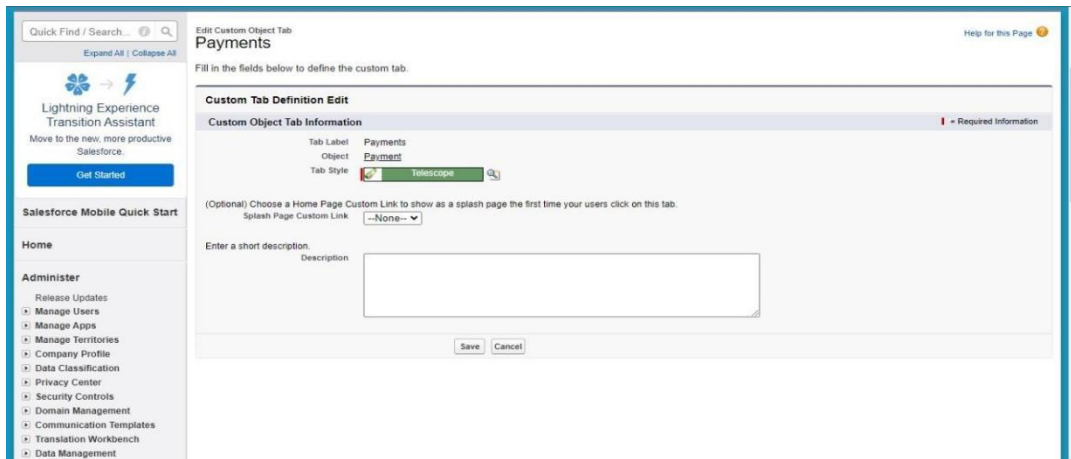 Quick Find / Search...
Expand All | Collapse All
Lightning Experience
Transition Assistant
Move to the new, more productive
Salesforce.
Get Started
Salesforce Mobile Quick Start
Home
Administer
Release Updates
Manage Users
Manage Apps
Manage Territories
Company Profile
Data Classification
Privacy Center
Security Controls
Domain Management
Communication Templates
Translation Workbench
Data Management
Edit Custom Object Tab
Payments
Help for this Page
Fill in the fields below to define the custom tab.
Custom Tab Definition Edit
Custom Object Tab Information
= Required Information
Tab Label Payments
Object Payment
Tab Style Telescope
(Optional) Choose a Home Page Custom Link to show as a splash page the first time your users click on this tab.
Splash Page Custom Link --None--
Enter a short description.
Description
Save Cancel